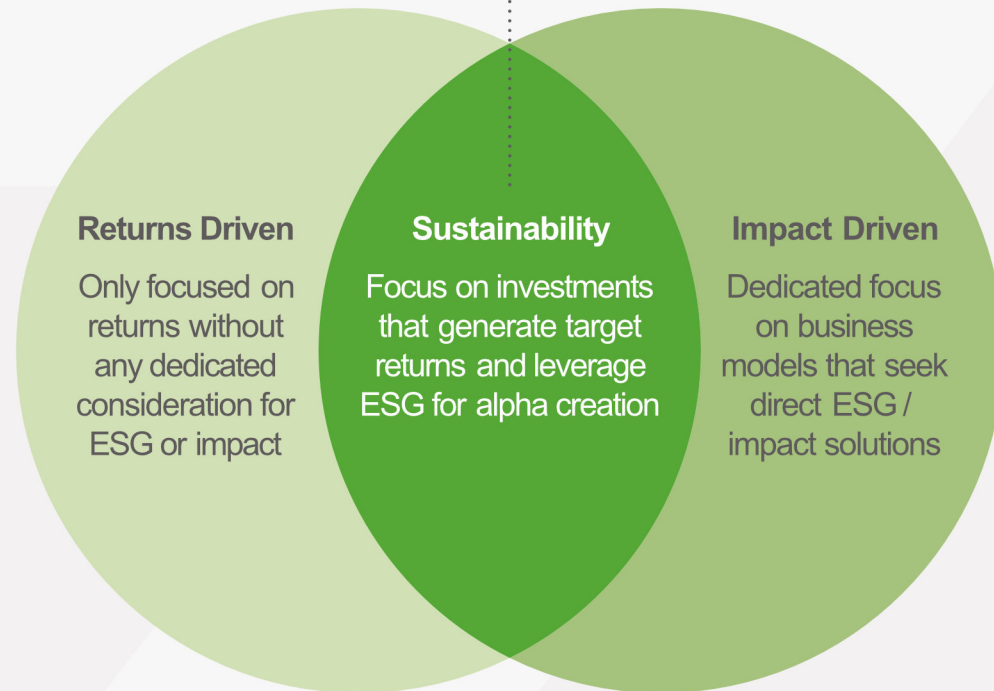 Returns Driven
Only focused on
returns without
any dedicated
consideration for
ESG or impact
Sustainability
Focus on investments
that generate target
returns and leverage
ESG for alpha creation
Impact Driven
Dedicated focus
on business
models that seek
direct ESG /
impact solutions